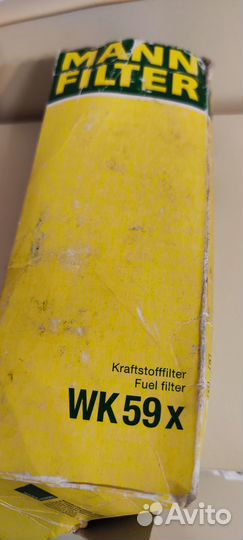 MANN
FILTER
Kraftstofffilter
Fuel filter
WK 59 x
Avito